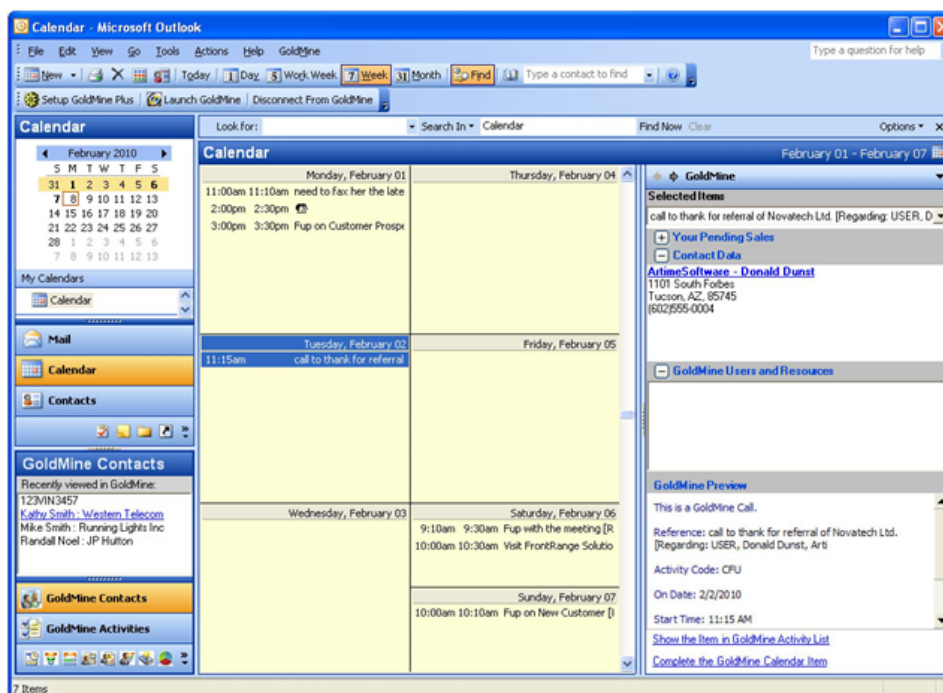 Calendar - Microsoft Outlook
File Edit View Go Tools Actions Help GoldMine
Type a question for help
New Today 1 Day 5 Work Week 7 Week 31 Month Find Type a contact to find
Setup GoldMine Plus Launch GoldMine Disconnect From GoldMine
Calendar
February 2010
S M T W T F S
31 1 2 3 4 5 6
7 8 9 10 11 12 13
14 15 16 17 18 19 20
21 22 23 24 25 26 27
28 1 2 3 4 5 6
7 8 9 10 11 12 13
My Calendars
Calendar
Mail
Calendar
Contacts
GoldMine Contacts
Recently viewed in GoldMine:
123VIN3457
Kathy Smith : Western Telecom
Mike Smith : Running Lights Inc
Randall Noel : JP Hutton
GoldMine Contacts
GoldMine Activities
7 Items
Look for: Search In Calendar Find Now Clear Options
Calendar February 01 - February 07
Monday, February 01
11:00am 11:10am need to fax her the late
2:00pm 2:30pm
3:00pm 3:30pm Fup on Customer Prospe
Tuesday, February 02
11:15am call to thank for referral
Wednesday, February 03
Thursday, February 04
Friday, February 05
Saturday, February 06
9:10am 9:30am Fup with the meeting [R
10:00am 10:30am Visit FrontRange Solutio
Sunday, February 07
10:00am 10:10am Fup on New Customer [
GoldMine
Selected Items
call to thank for referral of Novatech Ltd. [Regarding: USER, D
Your Pending Sales
Contact Data
ArtimeSoftware - Donald Dunst
1101 South Forbes
Tucson, AZ, 85745
(602)555-0004
GoldMine Users and Resources
GoldMine Preview
This is a GoldMine Call.
Reference: call to thank for referral of Novatech Ltd.
[Regarding: USER, Donald Dunst, Arti
Activity Code: CFU
On Date: 2/2/2010
Start Time: 11:15 AM
Show the Item in GoldMine Activity List
Complete the GoldMine Calendar Item